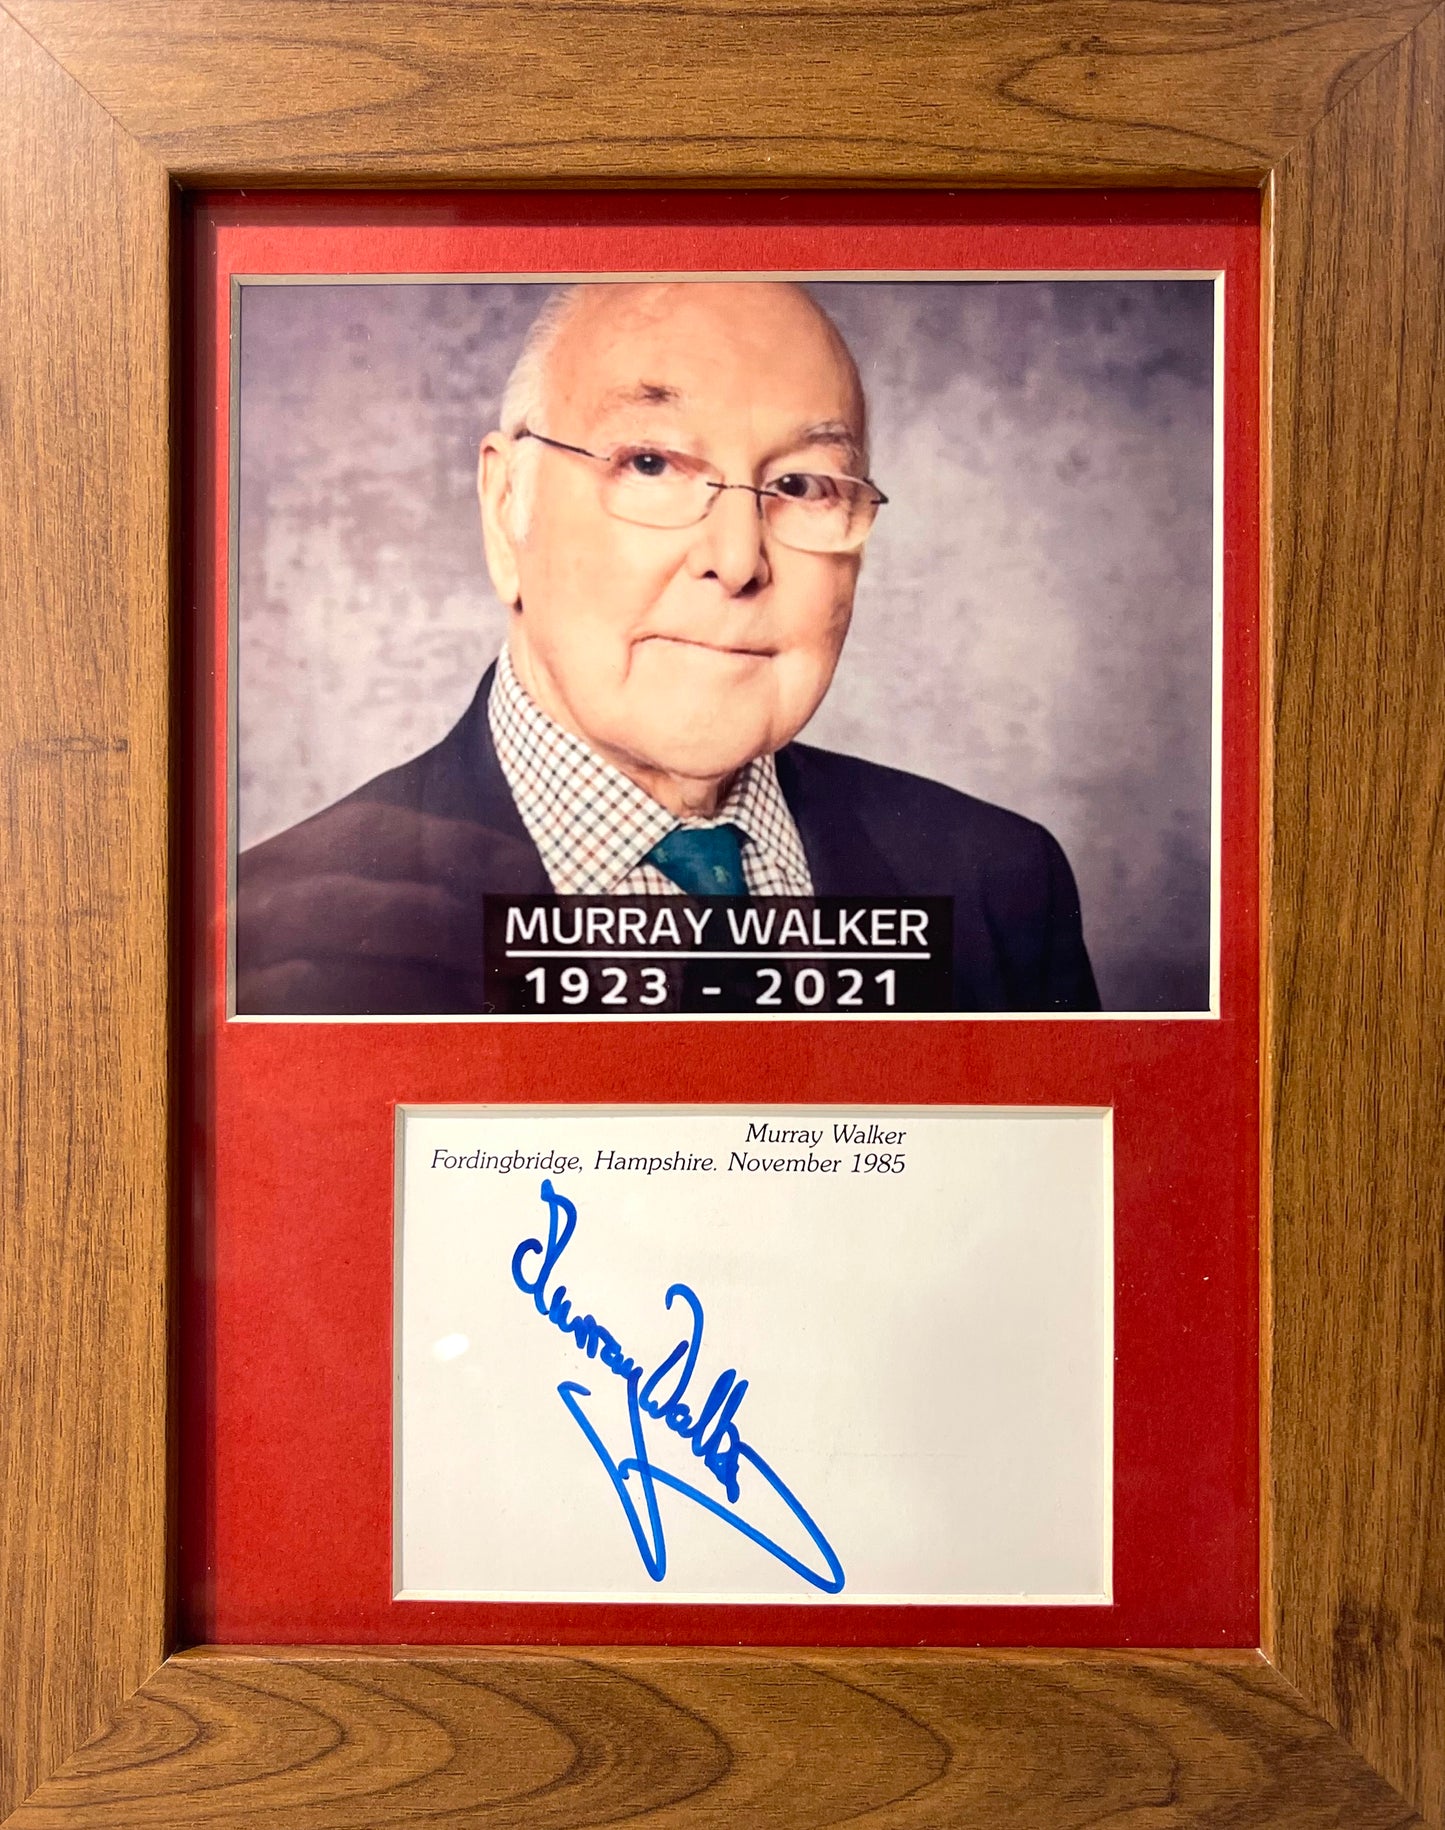 MURRAY WALKER
1923 - 2021
Murray Walker
Fordingbridge, Hampshire. November 1985
Murray Walker